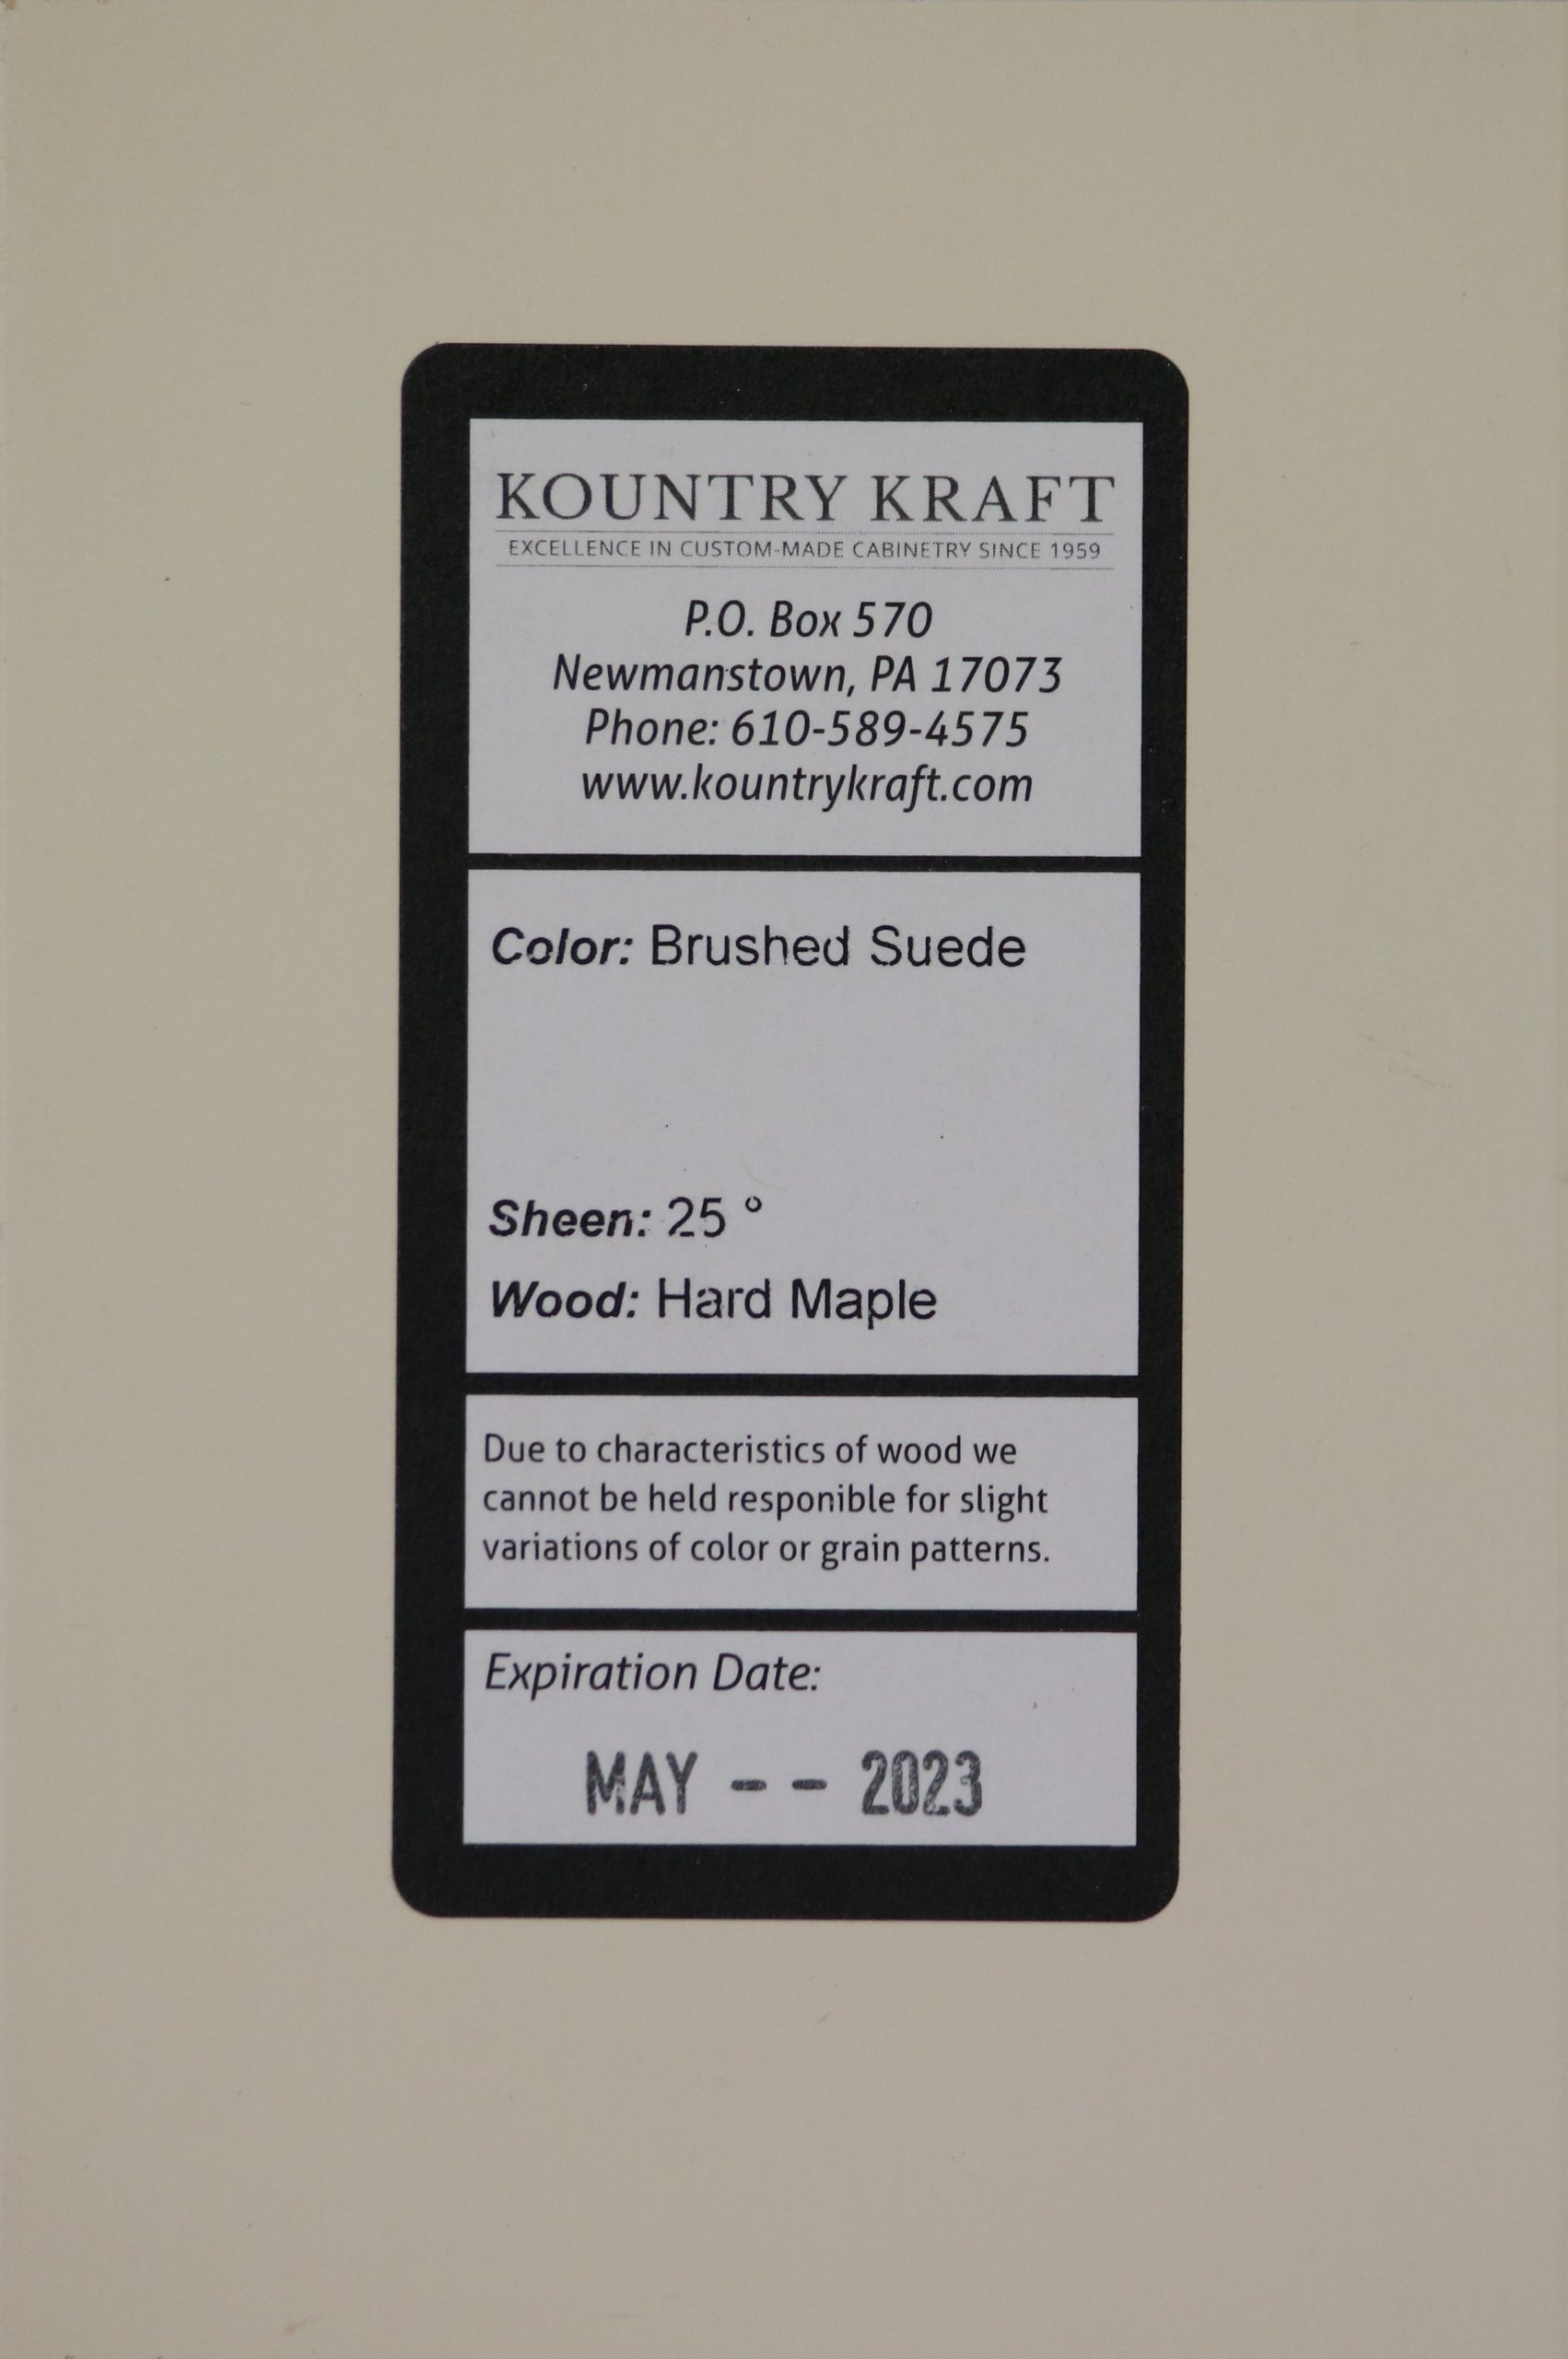 KOUNTRY KRAFT
EXCELLENCE IN CUSTOM-MADE CABINETRY SINCE 1959
P.O. Box 570
Newmanstown, PA 17073
Phone: 610-589-4575
www.kountrykraft.com
Color: Brushed Suede
Sheen: 25 °
Wood: Hard Maple
Due to characteristics of wood we
cannot be held responible for slight
variations of color or grain patterns.
Expiration Date:
MAY -- 2023